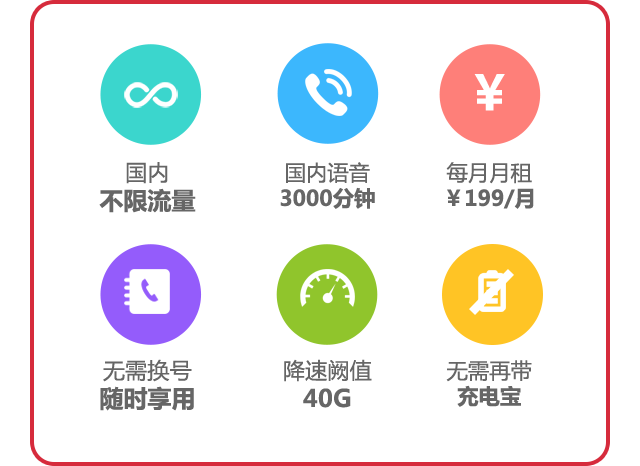 ¥
国内
不限流量
国内语音
3000分钟
每月月租
¥199/月
无需换号
随时享用
降速阙值
40G
无需再带
充电宝